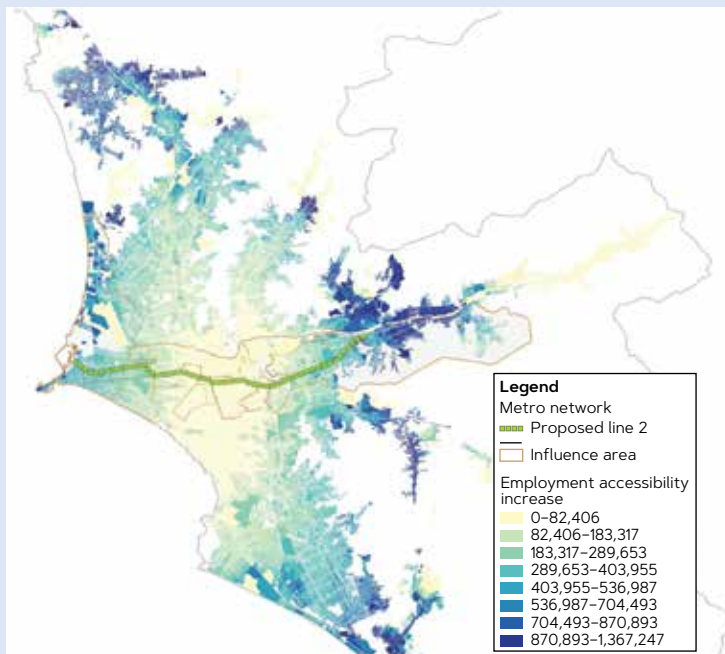 Legend
Metro network
Proposed line 2
Influence area
Employment accessibility
increase
0–82,406
82,406–183,317
183,317–289,653
289,653–403,955
403,955–536,987
536,987–704,493
704,493–870,893
870,893–1,367,247